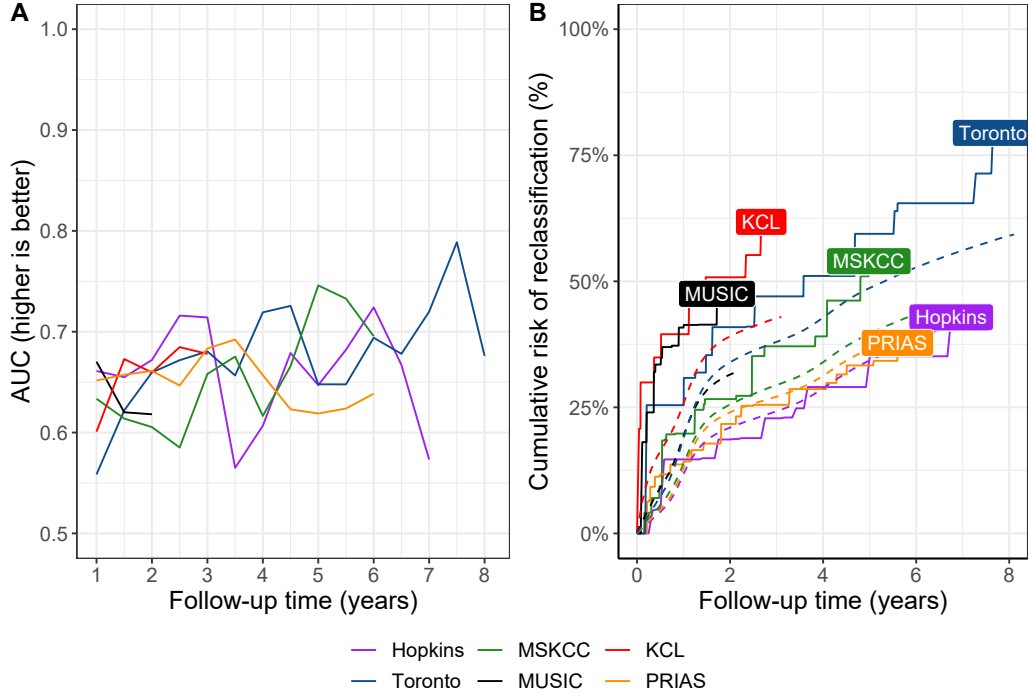 A
AUC (higher is better)
1.0
0.9
0.8
0.7
0.6
0.5
1 2 3 4 5 6 7 8
Follow-up time (years)
B
Cumulative risk of reclassification (%)
100%
75%
50%
25%
0%
Toronto
KCL
MSKCC
MUSIC
Hopkins
PRIAS
0 2 4 6 8
Follow-up time (years)
Hopkins MSKCC KCL
Toronto MUSIC PRIAS